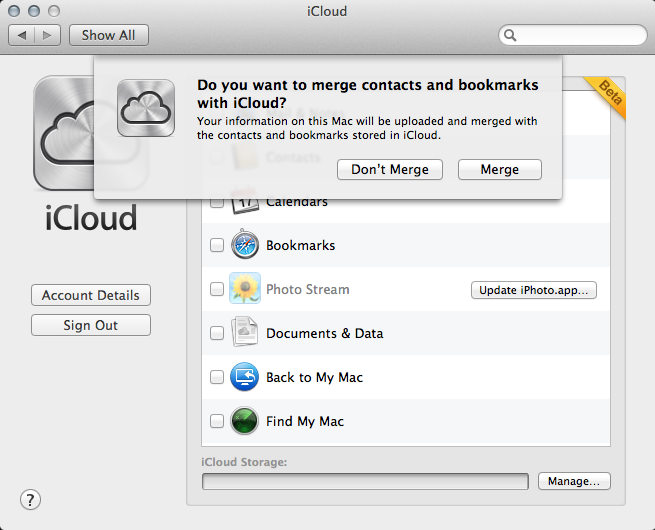 iCloud
Show All
Do you want to merge contacts and bookmarks
with iCloud?
Your information on this Mac will be uploaded and merged with
the contacts and bookmarks stored in iCloud.
Don't Merge
Merge
Beta
Contacts
Calendars
iCloud
Bookmarks
Account Details
Photo Stream
Update iPhoto.app...
Sign Out
Documents & Data
Back to My Mac
Find My Mac
iCloud Storage:
Manage...
?